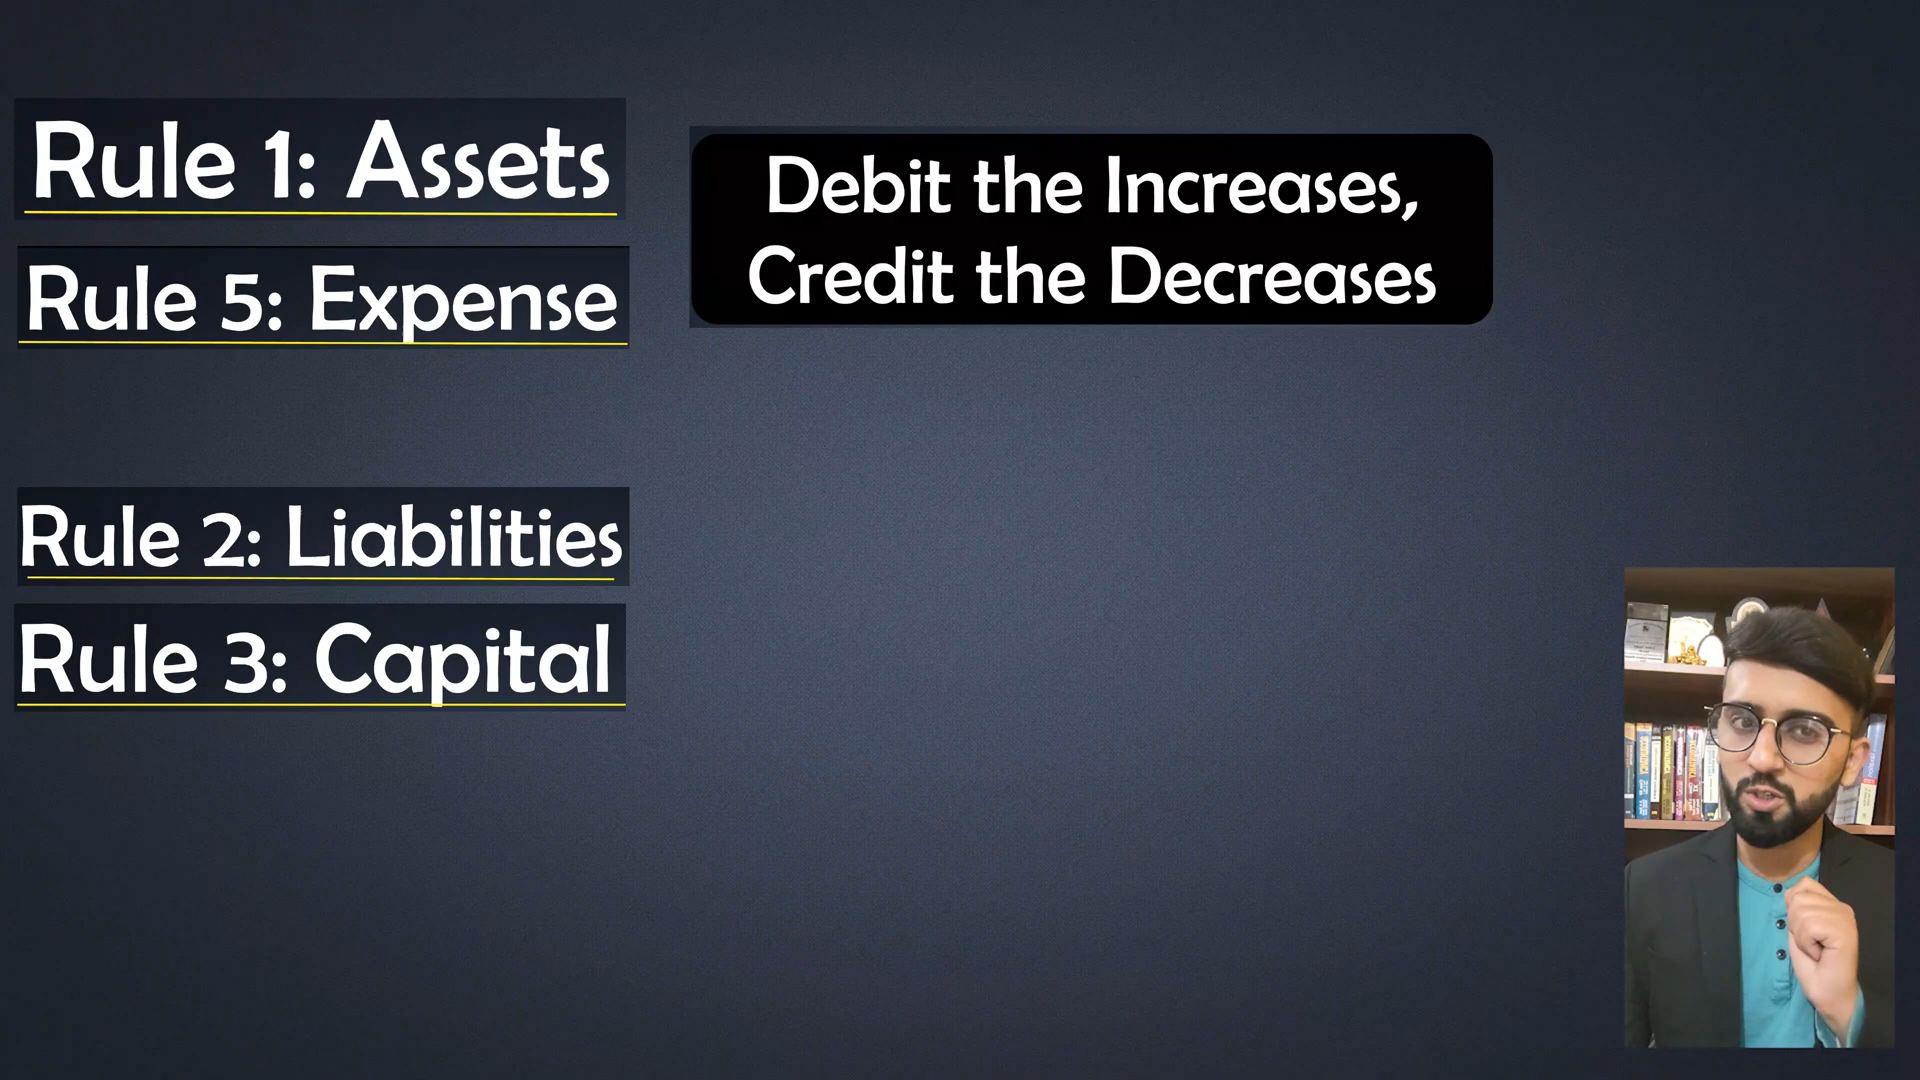 Rule 1: Assets
Rule 5: Expense
Debit the Increases,
Credit the Decreases
Rule 2: Liabilities
Rule 3: Capital